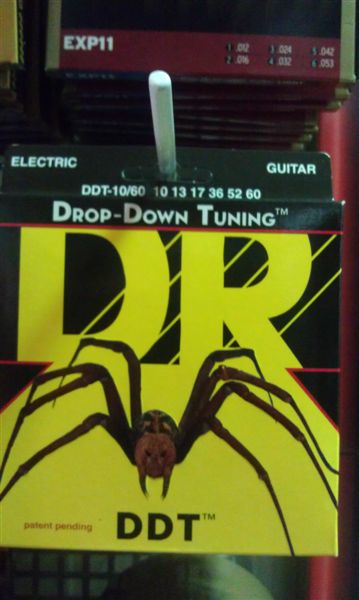 EXP11
1 .012 3 .024 5 .042
2 .016 4 .032 6 .053
ELECTRIC GUITAR
DDT-10/60 10 13 17 36 52 60
DROP-DOWN TUNING™
DR
patent pending DDT™